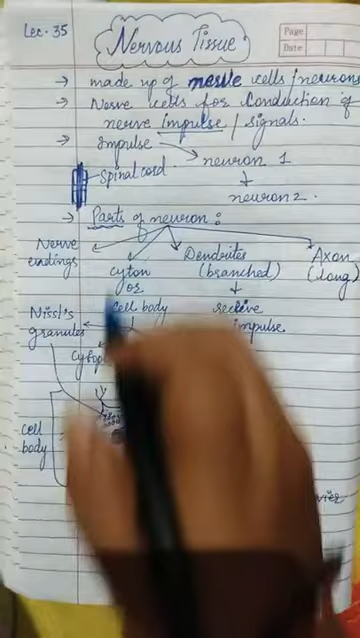 Lec. 35
Nervous Tissue
Page
Date
→ made up of nerve cells / neurons
→ Nerve cells for Conduction of
nerve impulse / signals.
→ Impulse → neuron 1
Spinal cord.
neuron 2.
→ Parts of neuron :
Nerve endings
cyton or cell body
Dendrites (branched)
Axon (long)
receive impulse
Nissl's granules
cell body